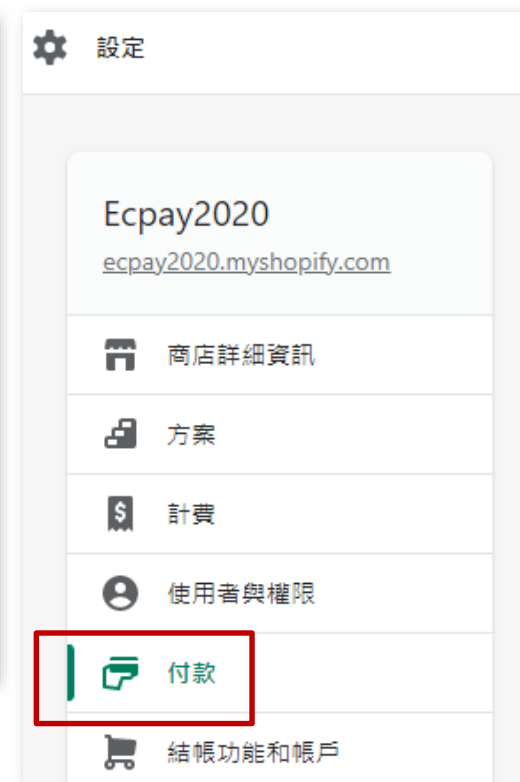 設定
Ecpay2020
ecpay2020.myshopify.com
商店詳細資訊
方案
計費
使用者與權限
付款
結帳功能和帳戶